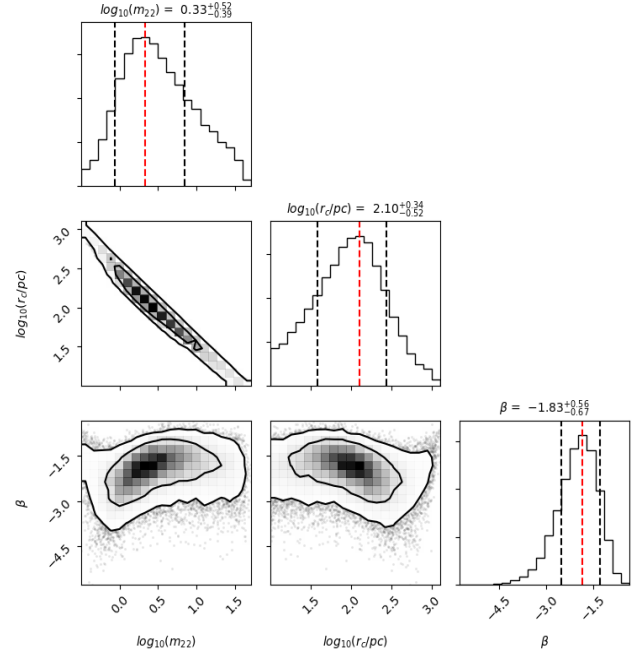 log₁₀(m₂₂) = 0.33⁺⁰·⁵²₋₀.₃₉
log₁₀(r_c/pc) = 2.10⁺⁰·³⁴₋₀.₅₂
3.0
2.5
2.0
1.5
log₁₀(r_c/pc)
β = −1.83⁺⁰·⁵⁶₋₀.₆₇
−1.5
−3.0
−4.5
β
0.0 0.5 1.0 1.5 1.5 2.0 2.5 3.0 −4.5 −3.0 −1.5
log₁₀(m₂₂) log₁₀(r_c/pc) β